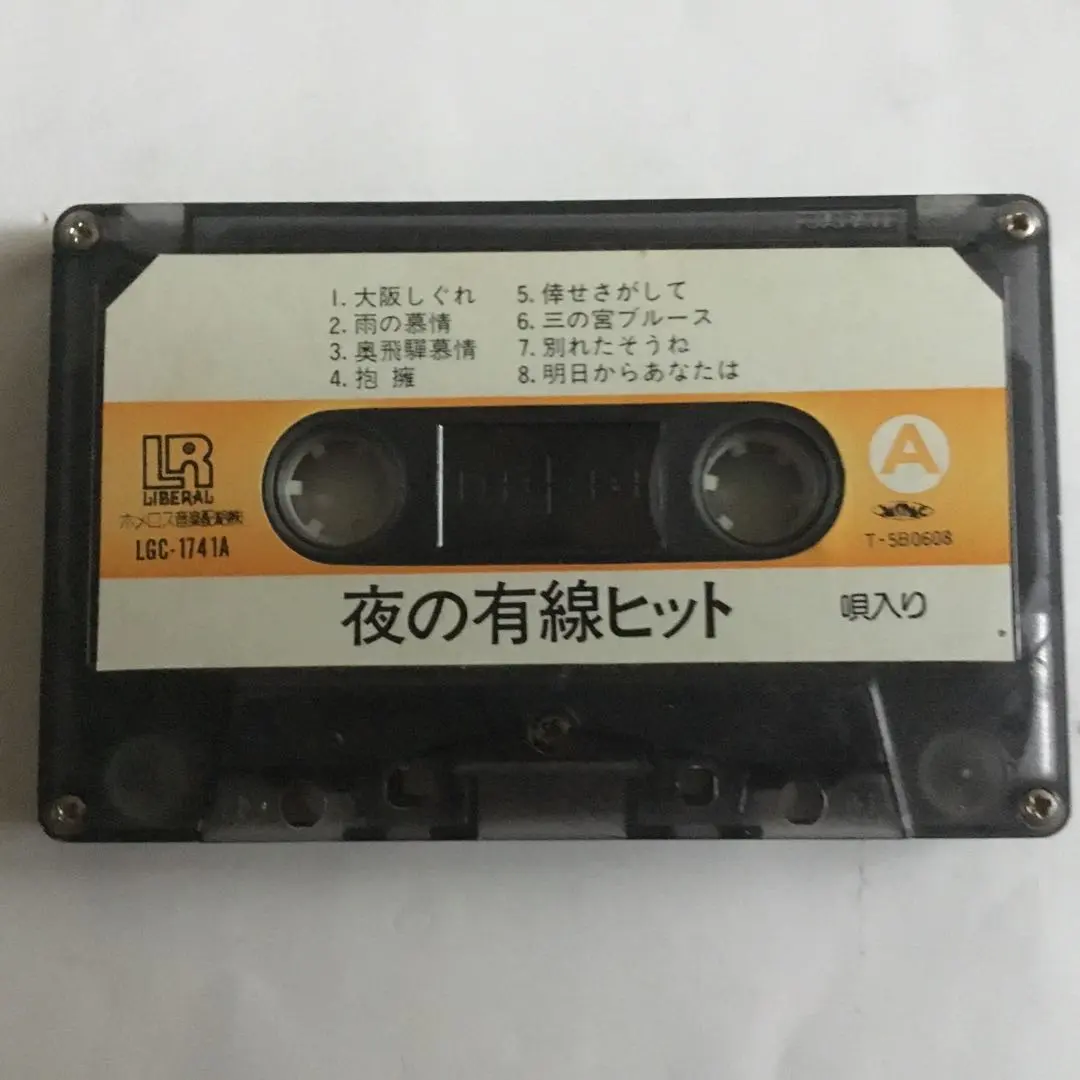 1. 大阪しぐれ
2. 雨の慕情
3. 奥飛騨慕情
4. 抱 擁
5. 倖せさがして
6. 三の宮ブルース
7. 別れたそうね
8. 明日からあなたは
LR
LIBERAL
ホメロス音楽配給㈱
LGC-1741A
A
T-5B0608
夜の有線ヒット
唄入り